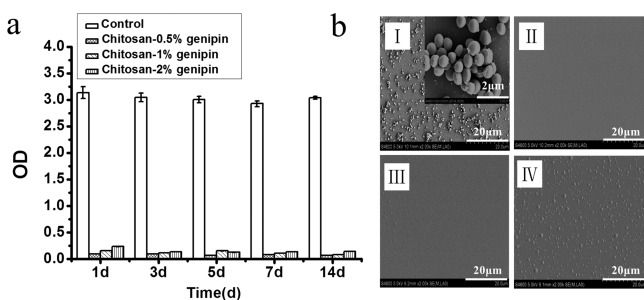 a
OD
4.0
3.5
3.0
2.5
2.0
1.5
1.0
0.5
0.0
Control
Chitosan-0.5% genipin
Chitosan-1% genipin
Chitosan-2% genipin
1d 3d 5d 7d 14d
Time(d)
b
I
2μm
20μm
II
20μm
III
20μm
IV
20μm